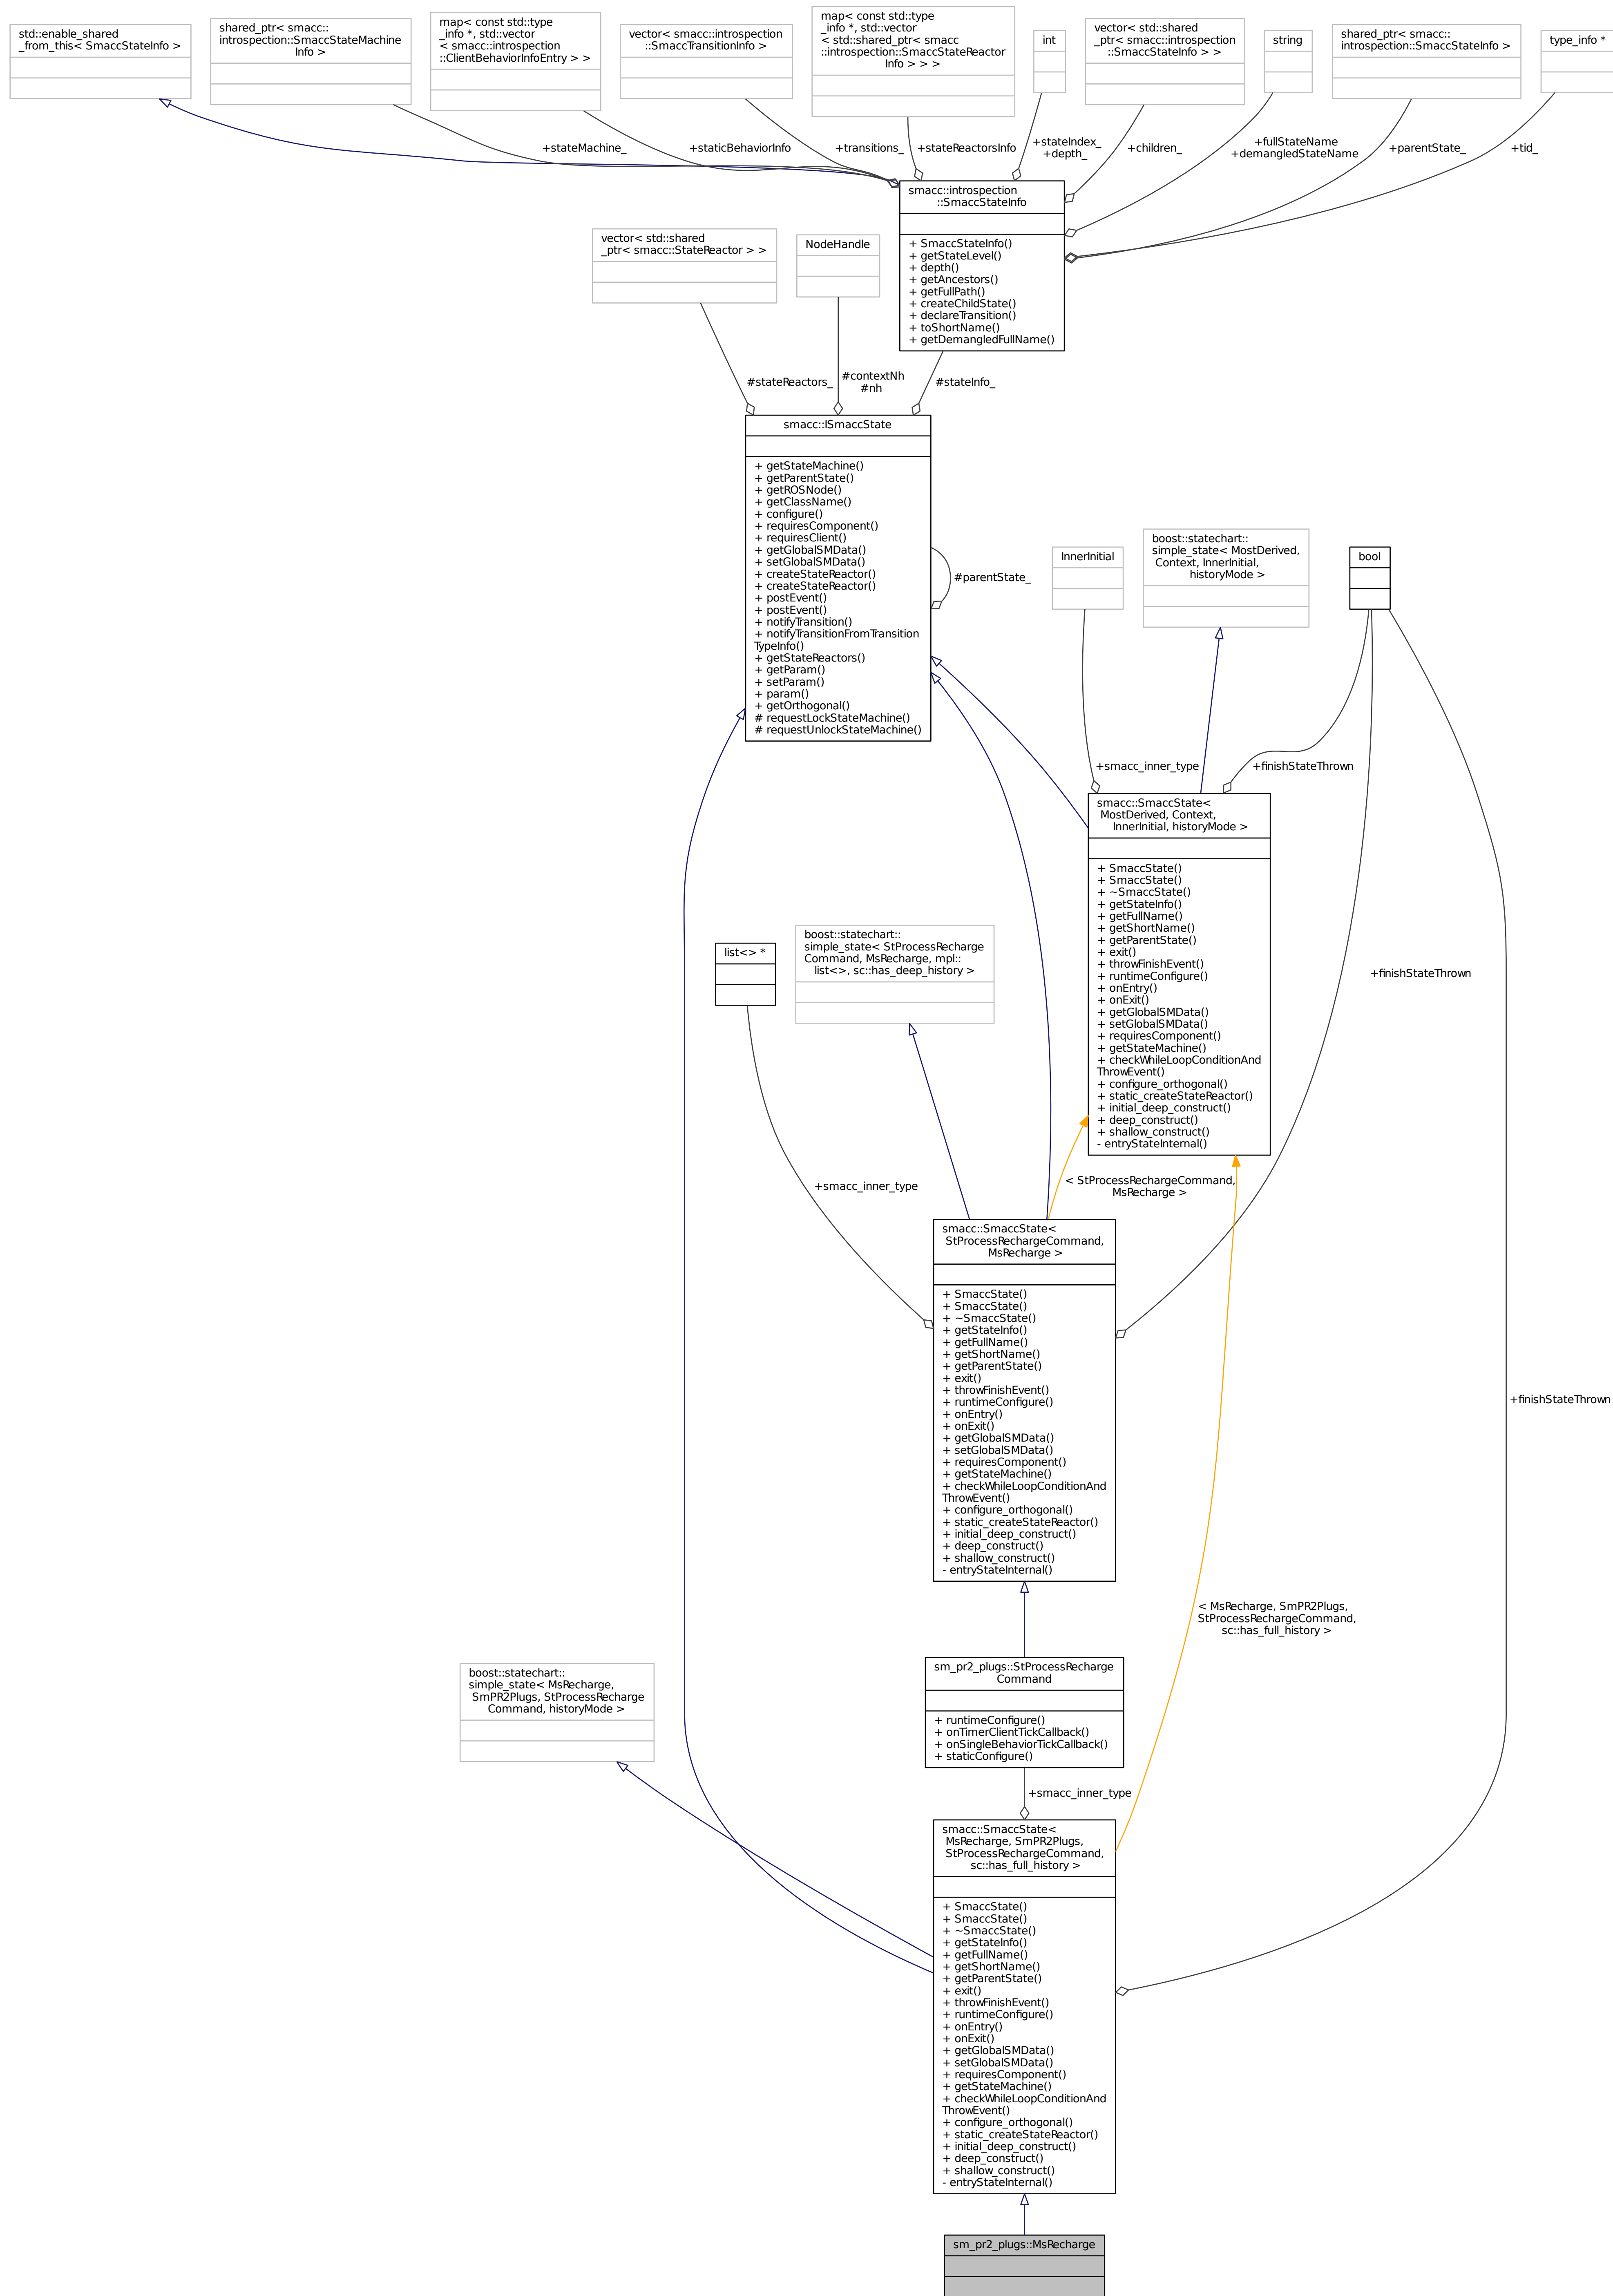 std::enable_shared
_from_this< SmaccStateInfo >
shared_ptr< smacc::
introspection::SmaccStateMachine
Info >
map< const std::type
_info *, std::vector
< smacc::introspection
::ClientBehaviorInfoEntry > >
vector< smacc::introspection
::SmaccTransitionInfo >
map< const std::type
_info *, std::vector
< std::shared_ptr< smacc
::introspection::SmaccStateReactor
Info > > >
int
vector< std::shared
_ptr< smacc::introspection
::SmaccStateInfo > >
string
shared_ptr< smacc::
introspection::SmaccStateInfo >
type_info *
+stateMachine_
+staticBehaviorInfo
+transitions_
+stateReactorsInfo
+stateIndex_
+depth_
+children_
+fullStateName
+demangledStateName
+parentState_
+tid_
smacc::introspection
::SmaccStateInfo
+ SmaccStateInfo()
+ getStateLevel()
+ depth()
+ getAncestors()
+ getFullPath()
+ createChildState()
+ declareTransition()
+ toShortName()
+ getDemangledFullName()
vector< std::shared
_ptr< smacc::StateReactor > >
NodeHandle
#stateReactors_
#contextNh
#nh
#stateInfo_
smacc::ISmaccState
+ getStateMachine()
+ getParentState()
+ getROSNode()
+ getClassName()
+ configure()
+ requiresComponent()
+ requiresClient()
+ getGlobalSMData()
+ setGlobalSMData()
+ createStateReactor()
+ createStateReactor()
+ postEvent()
+ postEvent()
+ notifyTransition()
+ notifyTransitionFromTransition
TypeInfo()
+ getStateReactors()
+ getParam()
+ setParam()
+ param()
+ getOrthogonal()
# requestLockStateMachine()
# requestUnlockStateMachine()
#parentState_
InnerInitial
boost::statechart::
simple_state< MostDerived,
Context, InnerInitial,
historyMode >
bool
+smacc_inner_type
+finishStateThrown
smacc::SmaccState<
MostDerived, Context,
InnerInitial, historyMode >
+ SmaccState()
+ SmaccState()
+ ~SmaccState()
+ getStateInfo()
+ getFullName()
+ getShortName()
+ getParentState()
+ exit()
+ throwFinishEvent()
+ runtimeConfigure()
+ onEntry()
+ onExit()
+ getGlobalSMData()
+ setGlobalSMData()
+ requiresComponent()
+ getStateMachine()
+ checkWhileLoopConditionAnd
ThrowEvent()
+ configure_orthogonal()
+ static_createStateReactor()
+ initial_deep_construct()
+ deep_construct()
+ shallow_construct()
- entryStateInternal()
list<> *
boost::statechart::
simple_state< StProcessRecharge
Command, MsRecharge, mpl::
list<>, sc::has_deep_history >
+finishStateThrown
+smacc_inner_type
< StProcessRechargeCommand,
MsRecharge >
smacc::SmaccState<
StProcessRechargeCommand,
MsRecharge >
+ SmaccState()
+ SmaccState()
+ ~SmaccState()
+ getStateInfo()
+ getFullName()
+ getShortName()
+ getParentState()
+ exit()
+ throwFinishEvent()
+ runtimeConfigure()
+ onEntry()
+ onExit()
+ getGlobalSMData()
+ setGlobalSMData()
+ requiresComponent()
+ getStateMachine()
+ checkWhileLoopConditionAnd
ThrowEvent()
+ configure_orthogonal()
+ static_createStateReactor()
+ initial_deep_construct()
+ deep_construct()
+ shallow_construct()
- entryStateInternal()
+finishStateThrown
< MsRecharge, SmPR2Plugs,
StProcessRechargeCommand,
sc::has_full_history >
sm_pr2_plugs::StProcessRecharge
Command
+ runtimeConfigure()
+ onTimerClientTickCallback()
+ onSingleBehaviorTickCallback()
+ staticConfigure()
boost::statechart::
simple_state< MsRecharge,
SmPR2Plugs, StProcessRecharge
Command, historyMode >
+smacc_inner_type
smacc::SmaccState<
MsRecharge, SmPR2Plugs,
StProcessRechargeCommand,
sc::has_full_history >
+ SmaccState()
+ SmaccState()
+ ~SmaccState()
+ getStateInfo()
+ getFullName()
+ getShortName()
+ getParentState()
+ exit()
+ throwFinishEvent()
+ runtimeConfigure()
+ onEntry()
+ onExit()
+ getGlobalSMData()
+ setGlobalSMData()
+ requiresComponent()
+ getStateMachine()
+ checkWhileLoopConditionAnd
ThrowEvent()
+ configure_orthogonal()
+ static_createStateReactor()
+ initial_deep_construct()
+ deep_construct()
+ shallow_construct()
- entryStateInternal()
sm_pr2_plugs::MsRecharge